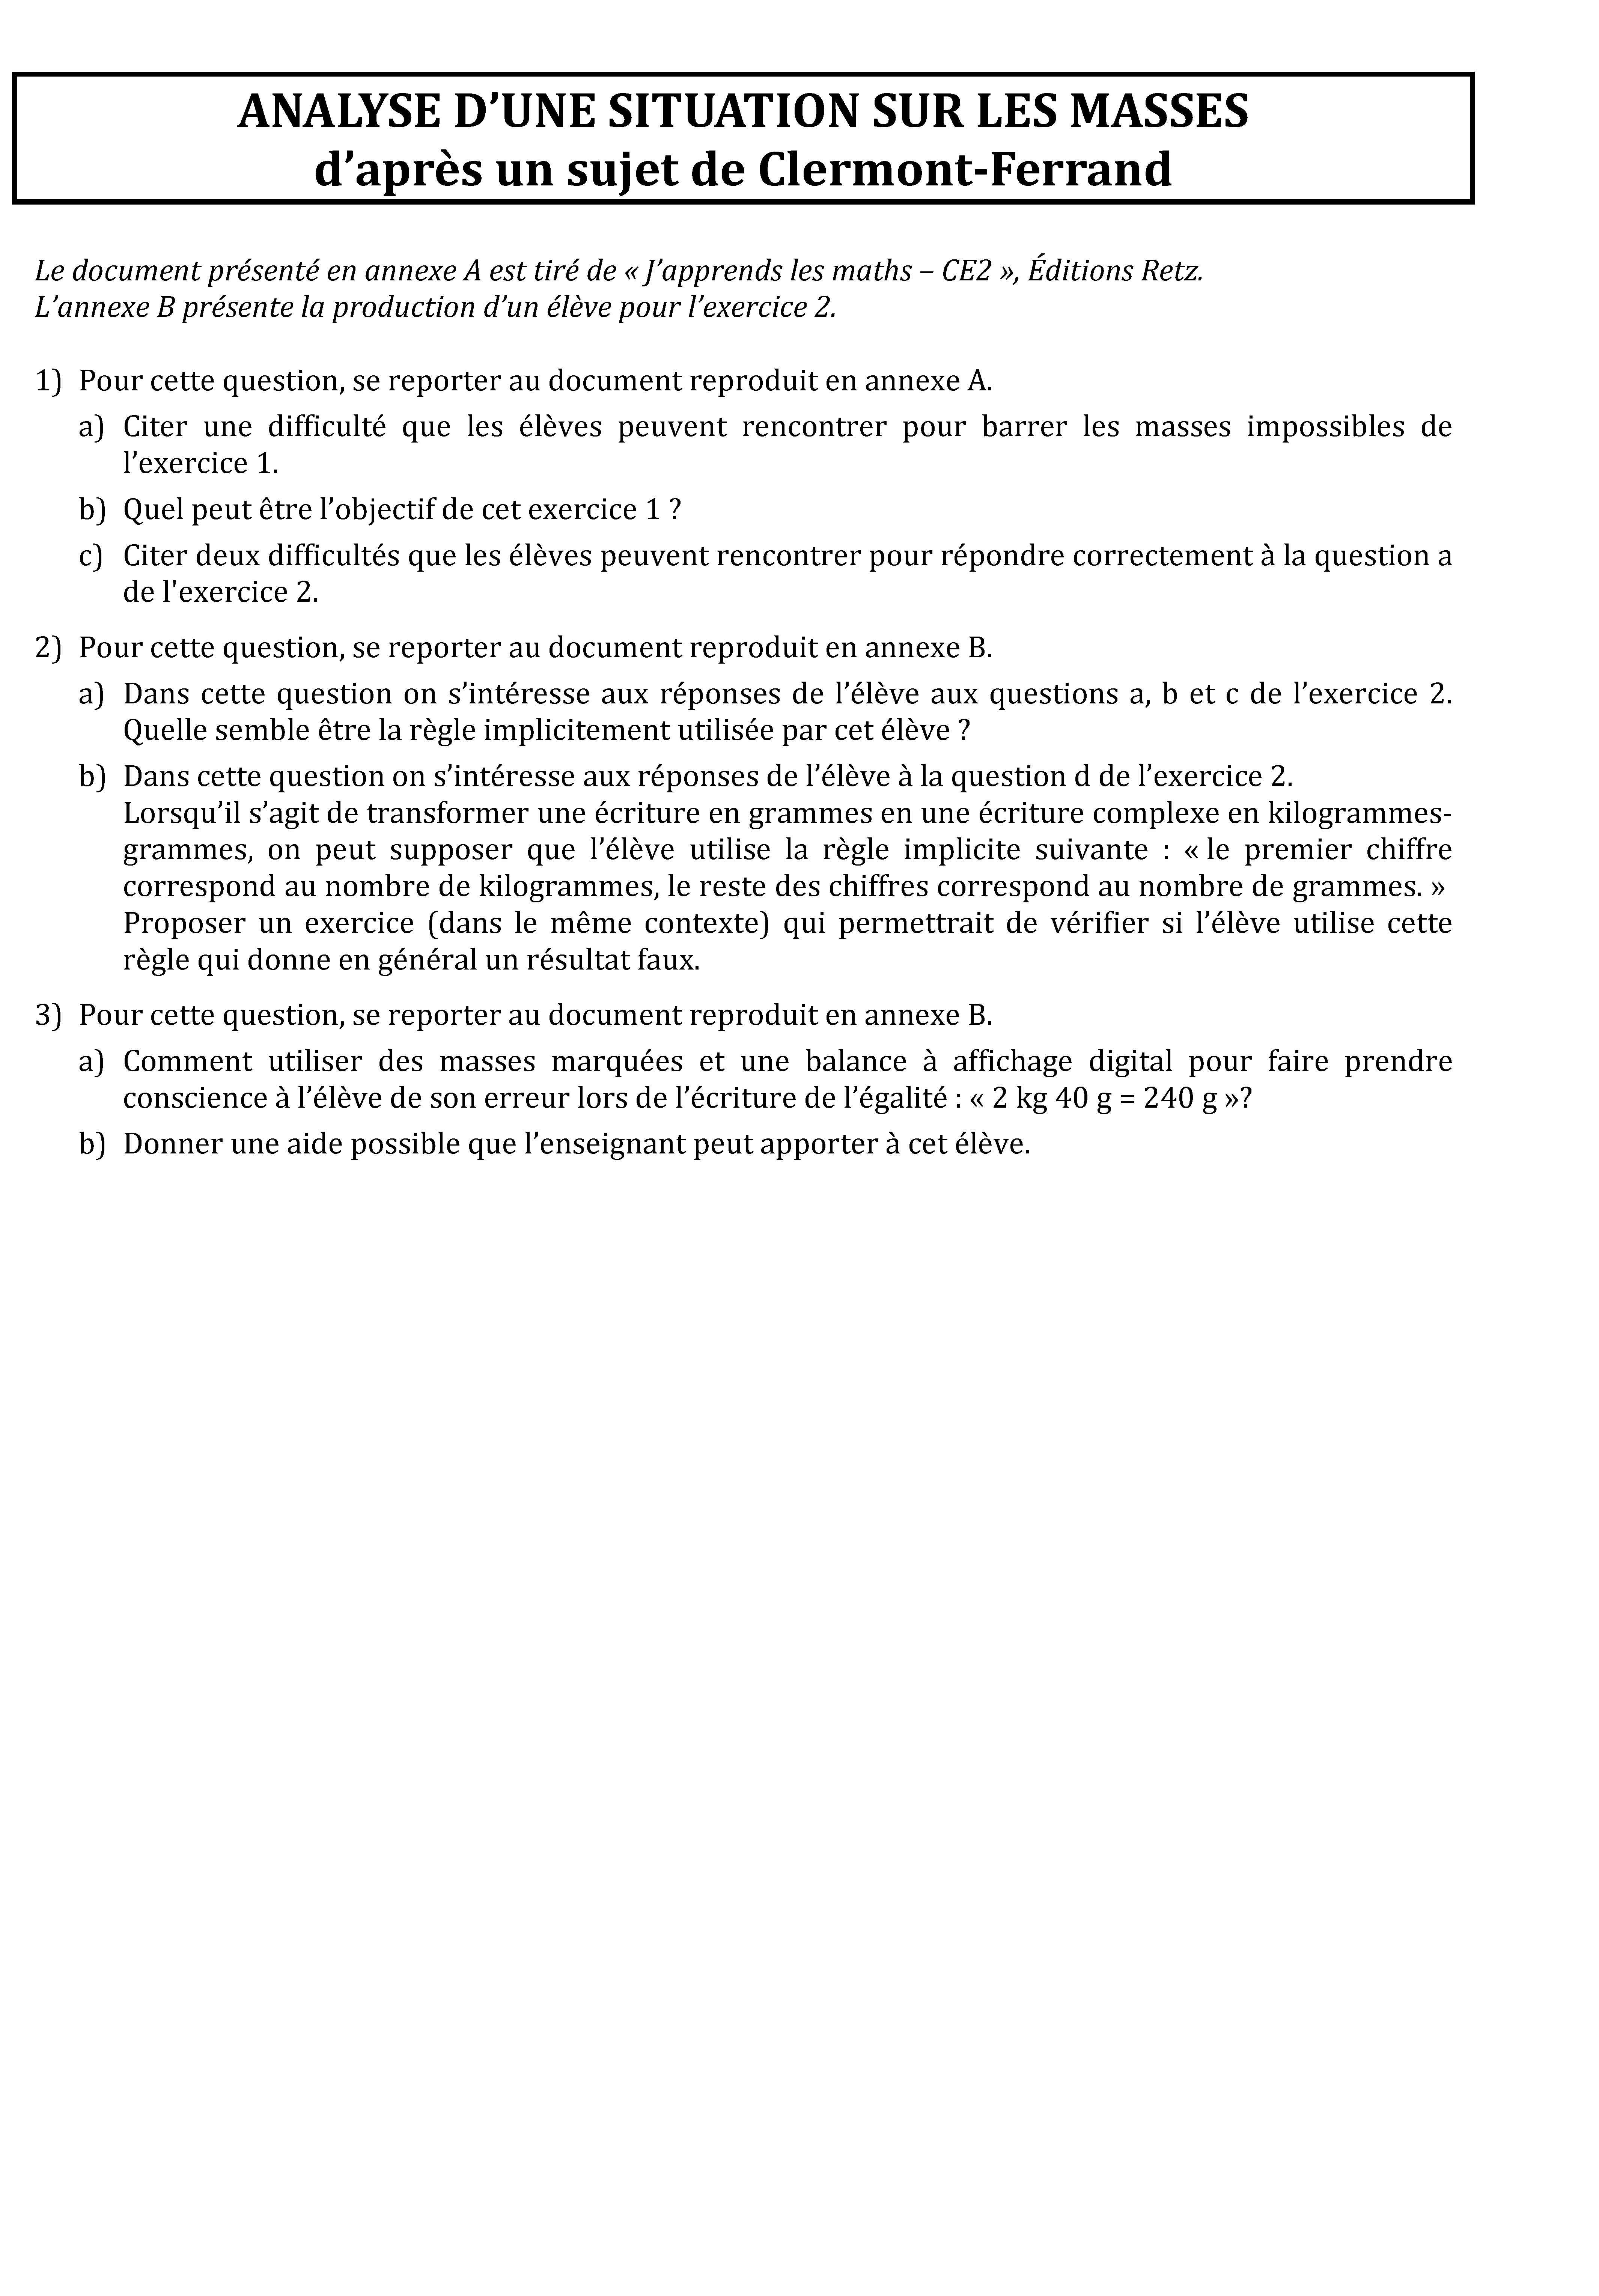 ANALYSE D’UNE SITUATION SUR LES MASSES
d’après un sujet de Clermont-Ferrand
Le document présenté en annexe A est tiré de « J’apprends les maths – CE2 », Éditions Retz.
L’annexe B présente la production d’un élève pour l’exercice 2.
1) Pour cette question, se reporter au document reproduit en annexe A.
a) Citer une difficulté que les élèves peuvent rencontrer pour barrer les masses impossibles de
l’exercice 1.
b) Quel peut être l’objectif de cet exercice 1 ?
c) Citer deux difficultés que les élèves peuvent rencontrer pour répondre correctement à la question a
de l'exercice 2.
2) Pour cette question, se reporter au document reproduit en annexe B.
a) Dans cette question on s’intéresse aux réponses de l’élève aux questions a, b et c de l’exercice 2.
Quelle semble être la règle implicitement utilisée par cet élève ?
b) Dans cette question on s’intéresse aux réponses de l’élève à la question d de l’exercice 2.
Lorsqu’il s’agit de transformer une écriture en grammes en une écriture complexe en kilogrammes-
grammes, on peut supposer que l’élève utilise la règle implicite suivante : « le premier chiffre
correspond au nombre de kilogrammes, le reste des chiffres correspond au nombre de grammes. »
Proposer un exercice (dans le même contexte) qui permettrait de vérifier si l’élève utilise cette
règle qui donne en général un résultat faux.
3) Pour cette question, se reporter au document reproduit en annexe B.
a) Comment utiliser des masses marquées et une balance à affichage digital pour faire prendre
conscience à l’élève de son erreur lors de l’écriture de l’égalité : « 2 kg 40 g = 240 g »?
b) Donner une aide possible que l’enseignant peut apporter à cet élève.